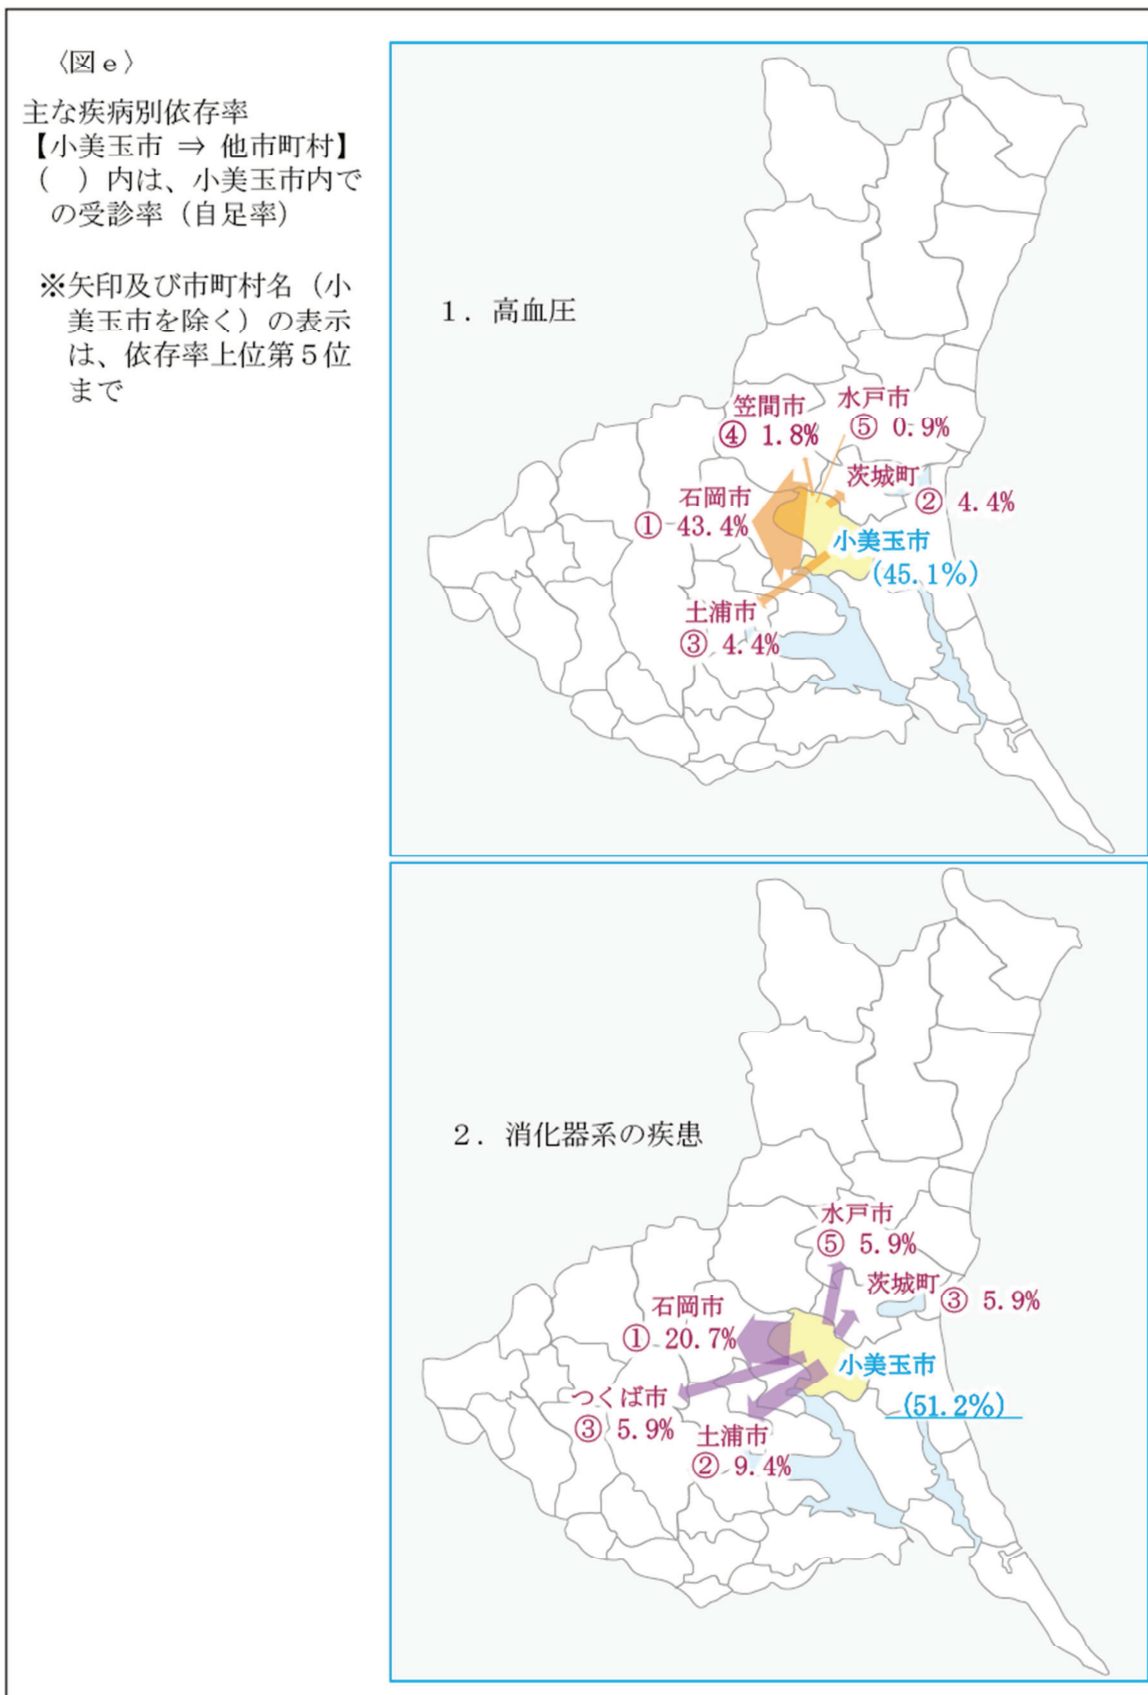 〈図ｅ〉
主な疾病別依存率
【小美玉市 ⇒ 他市町村】
(　) 内は、小美玉市内で
の受診率（自足率）
※矢印及び市町村名（小
美玉市を除く）の表示
は、依存率上位第５位
まで
１．高血圧
笠間市
④ 1.8%
水戸市
⑤ 0.9%
茨城町
② 4.4%
石岡市
① 43.4%
小美玉市
(45.1%)
土浦市
③ 4.4%
２．消化器系の疾患
水戸市
⑤ 5.9%
茨城町
③ 5.9%
石岡市
① 20.7%
小美玉市
(51.2%)
つくば市
③ 5.9%
土浦市
② 9.4%